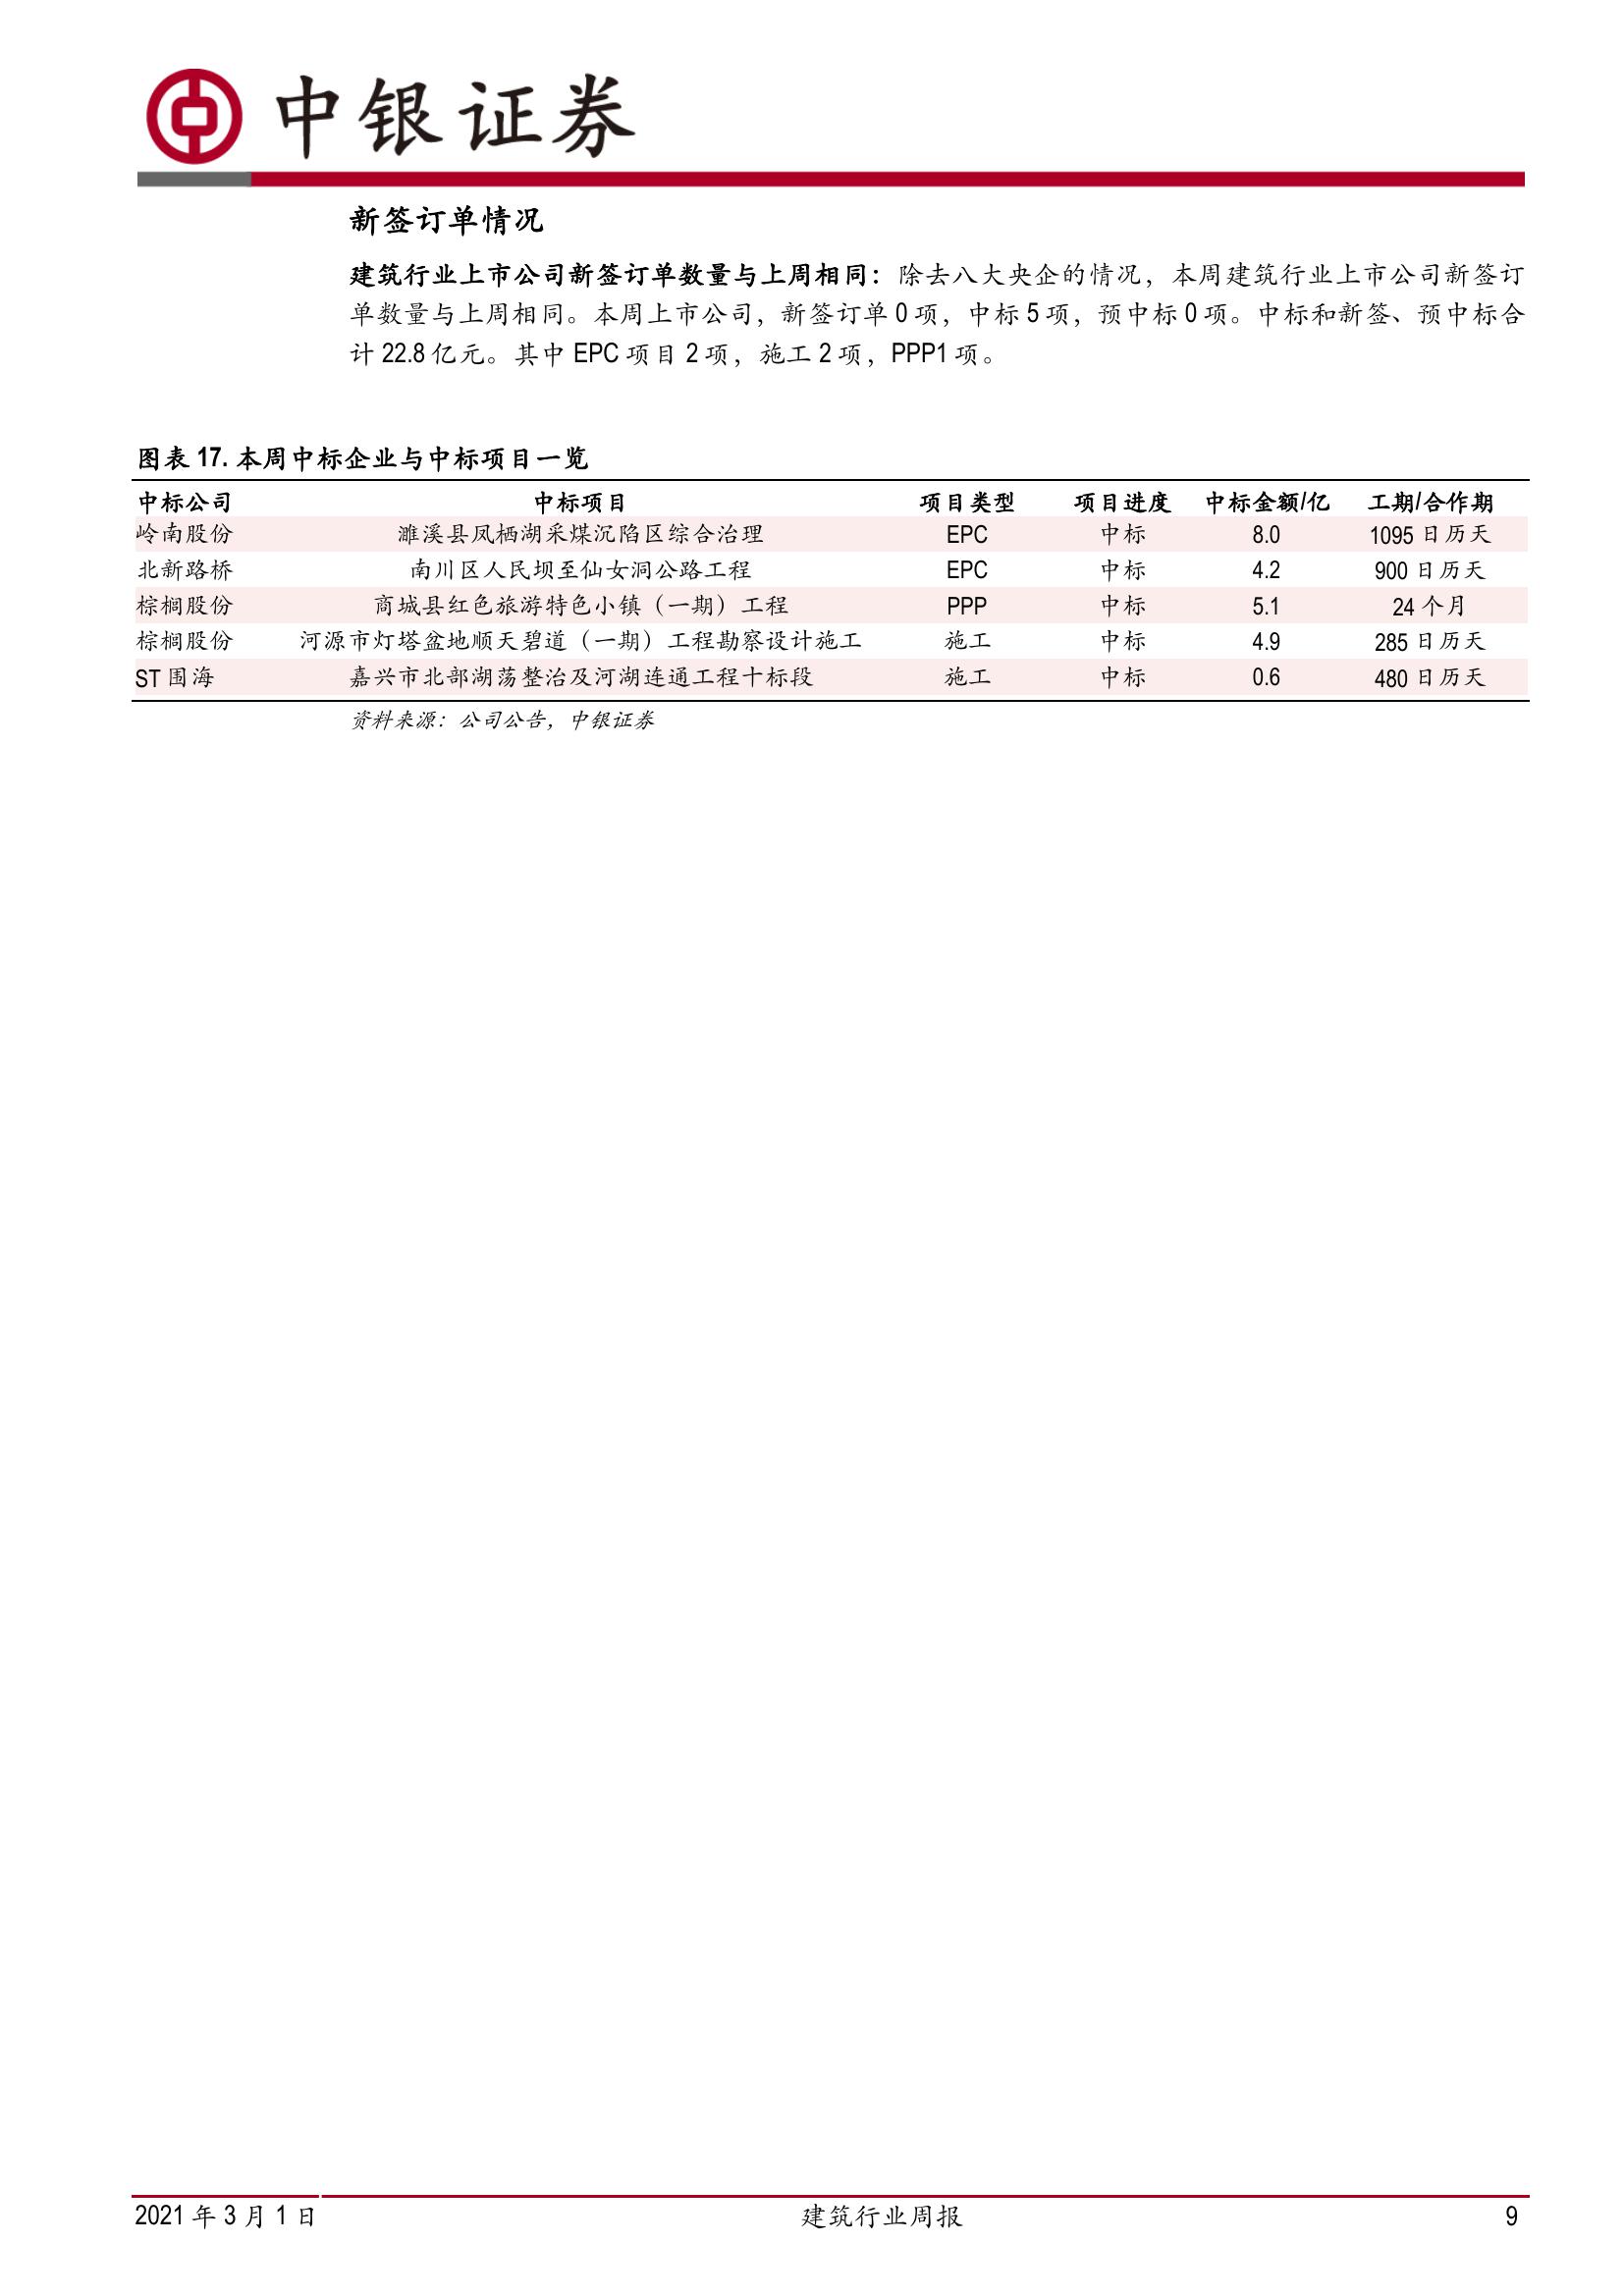 中银证券
新签订单情况
建筑行业上市公司新签订单数量与上周相同：除去八大央企的情况，本周建筑行业上市公司新签订
单数量与上周相同。本周上市公司，新签订单 0 项，中标 5 项，预中标 0 项。中标和新签、预中标合
计 22.8 亿元。其中 EPC 项目 2 项，施工 2 项，PPP1 项。
图表 17. 本周中标企业与中标项目一览
中标公司 中标项目 项目类型 项目进度 中标金额/亿 工期/合作期
岭南股份 濉溪县凤栖湖采煤沉陷区综合治理 EPC 中标 8.0 1095 日历天
北新路桥 南川区人民坝至仙女洞公路工程 EPC 中标 4.2 900 日历天
棕榈股份 商城县红色旅游特色小镇（一期）工程 PPP 中标 5.1 24 个月
棕榈股份 河源市灯塔盆地顺天碧道（一期）工程勘察设计施工 施工 中标 4.9 285 日历天
ST 围海 嘉兴市北部湖荡整治及河湖连通工程十标段 施工 中标 0.6 480 日历天
资料来源：公司公告，中银证券
2021 年 3 月 1 日 建筑行业周报 9